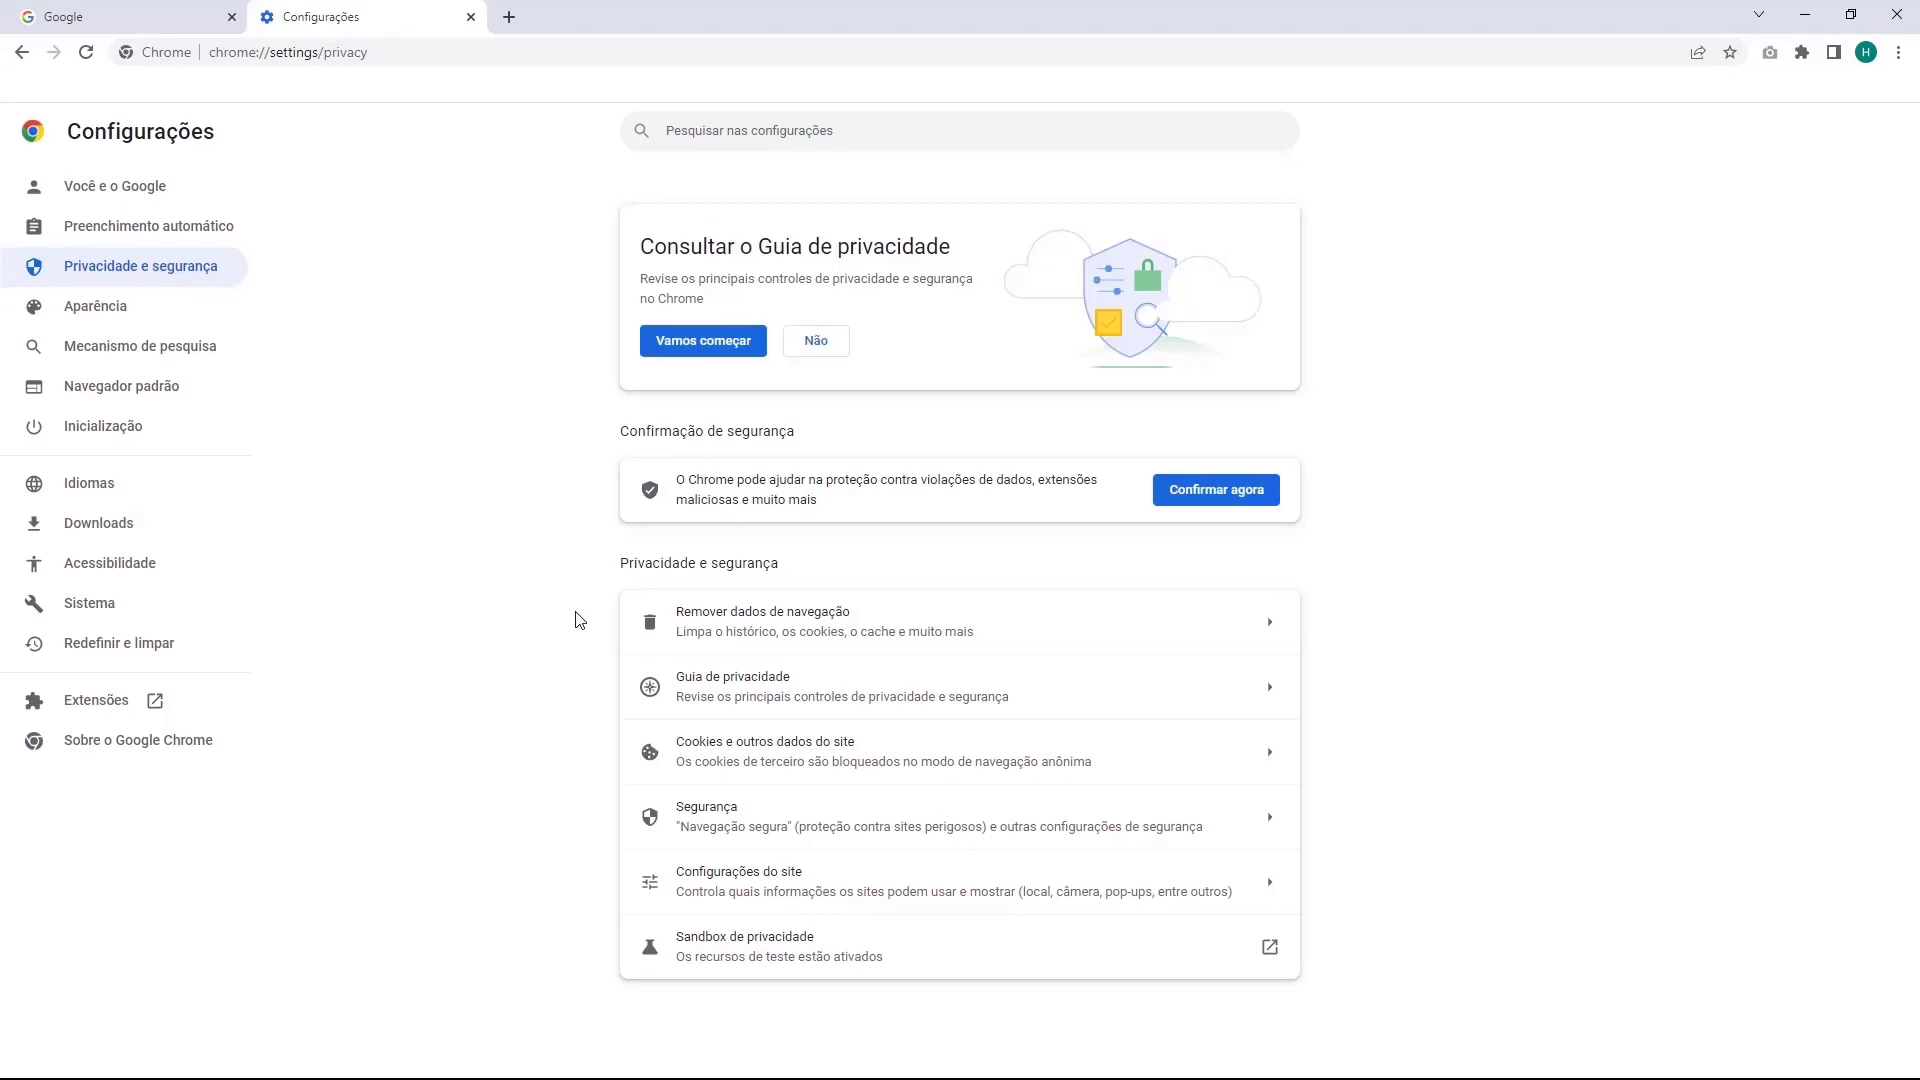 Google
Configurações
Chrome
chrome://settings/privacy
H
Configurações
Pesquisar nas configurações
Você e o Google
Preenchimento automático
Privacidade e segurança
Aparência
Mecanismo de pesquisa
Navegador padrão
Inicialização
Idiomas
Downloads
Acessibilidade
Sistema
Redefinir e limpar
Extensões
Sobre o Google Chrome
Consultar o Guia de privacidade
Revise os principais controles de privacidade e segurança
no Chrome
Vamos começar
Não
Confirmação de segurança
O Chrome pode ajudar na proteção contra violações de dados, extensões
maliciosas e muito mais
Confirmar agora
Privacidade e segurança
Remover dados de navegação
Limpa o histórico, os cookies, o cache e muito mais
Guia de privacidade
Revise os principais controles de privacidade e segurança
Cookies e outros dados do site
Os cookies de terceiro são bloqueados no modo de navegação anônima
Segurança
"Navegação segura" (proteção contra sites perigosos) e outras configurações de segurança
Configurações do site
Controla quais informações os sites podem usar e mostrar (local, câmera, pop-ups, entre outros)
Sandbox de privacidade
Os recursos de teste estão ativados